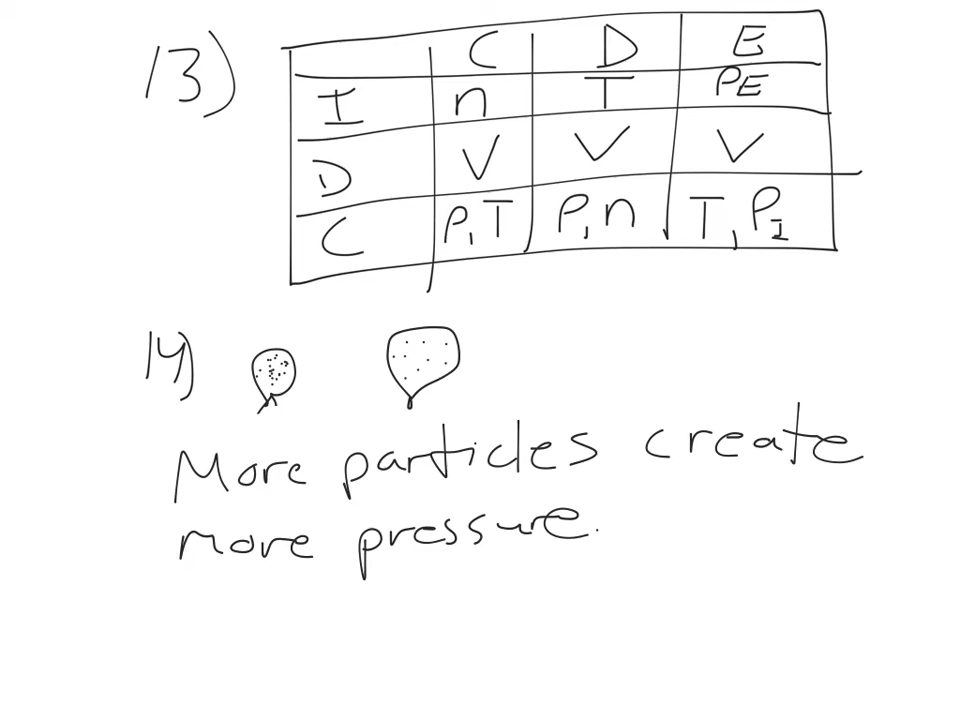 13)
C D E
I n T PE
D V V V
C P,T P,n T,PI
14)
More particles create
more pressure.